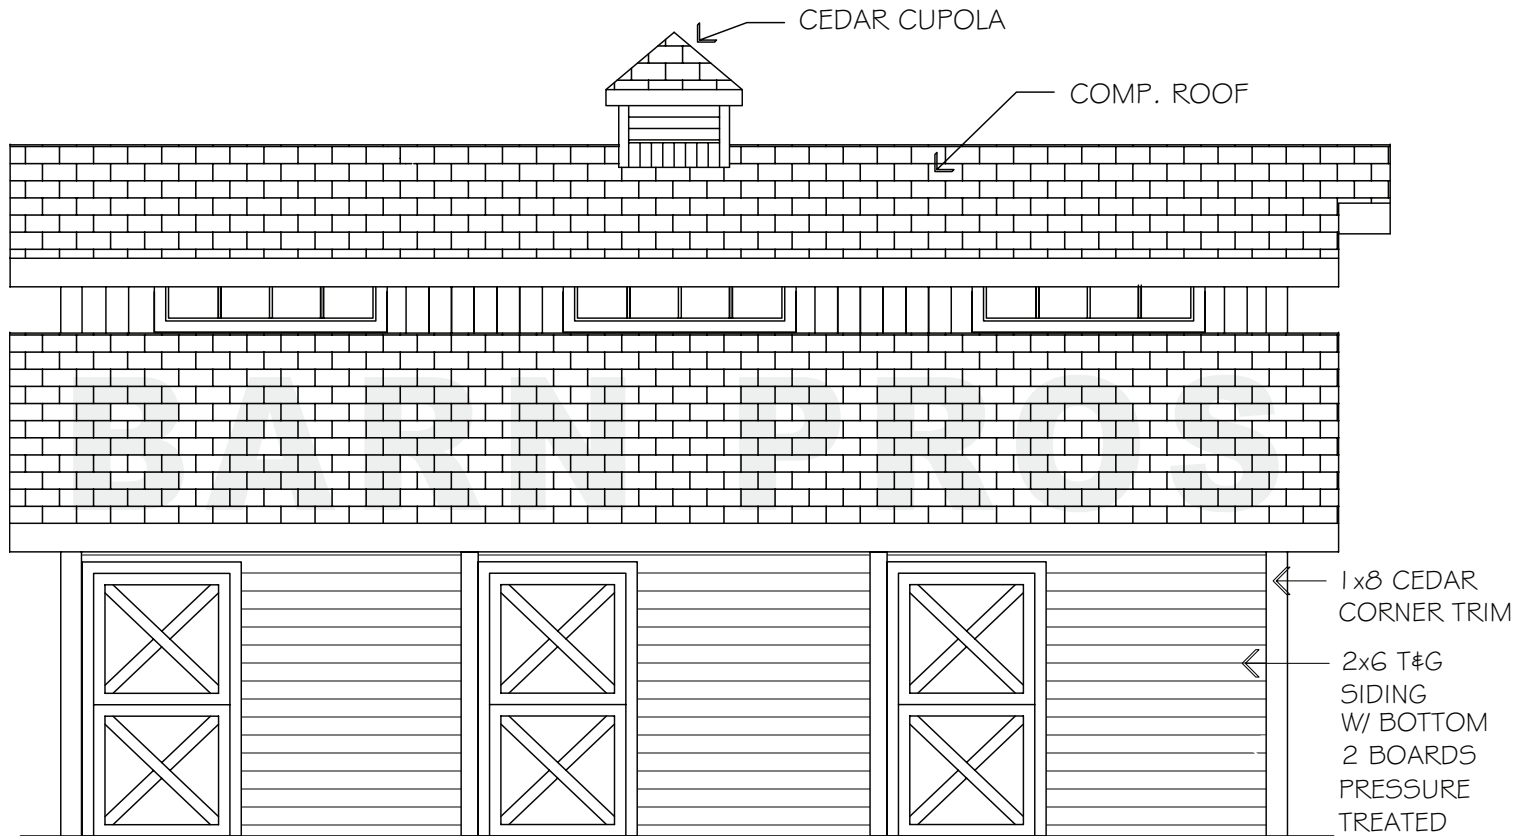 CEDAR CUPOLA
COMP. ROOF
BARN PROS
1x8 CEDAR
CORNER TRIM
2x6 T&G
SIDING
W/ BOTTOM
2 BOARDS
PRESSURE
TREATED